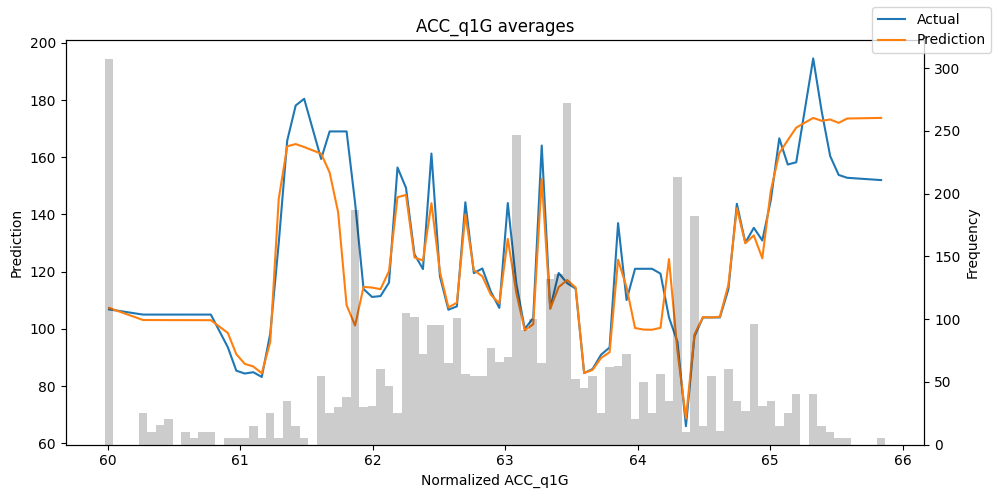 ACC_q1G averages
Actual
Prediction
200
180
160
140
120
100
80
60
Prediction
300
250
200
150
100
50
0
Frequency
60 61 62 63 64 65 66
Normalized ACC_q1G